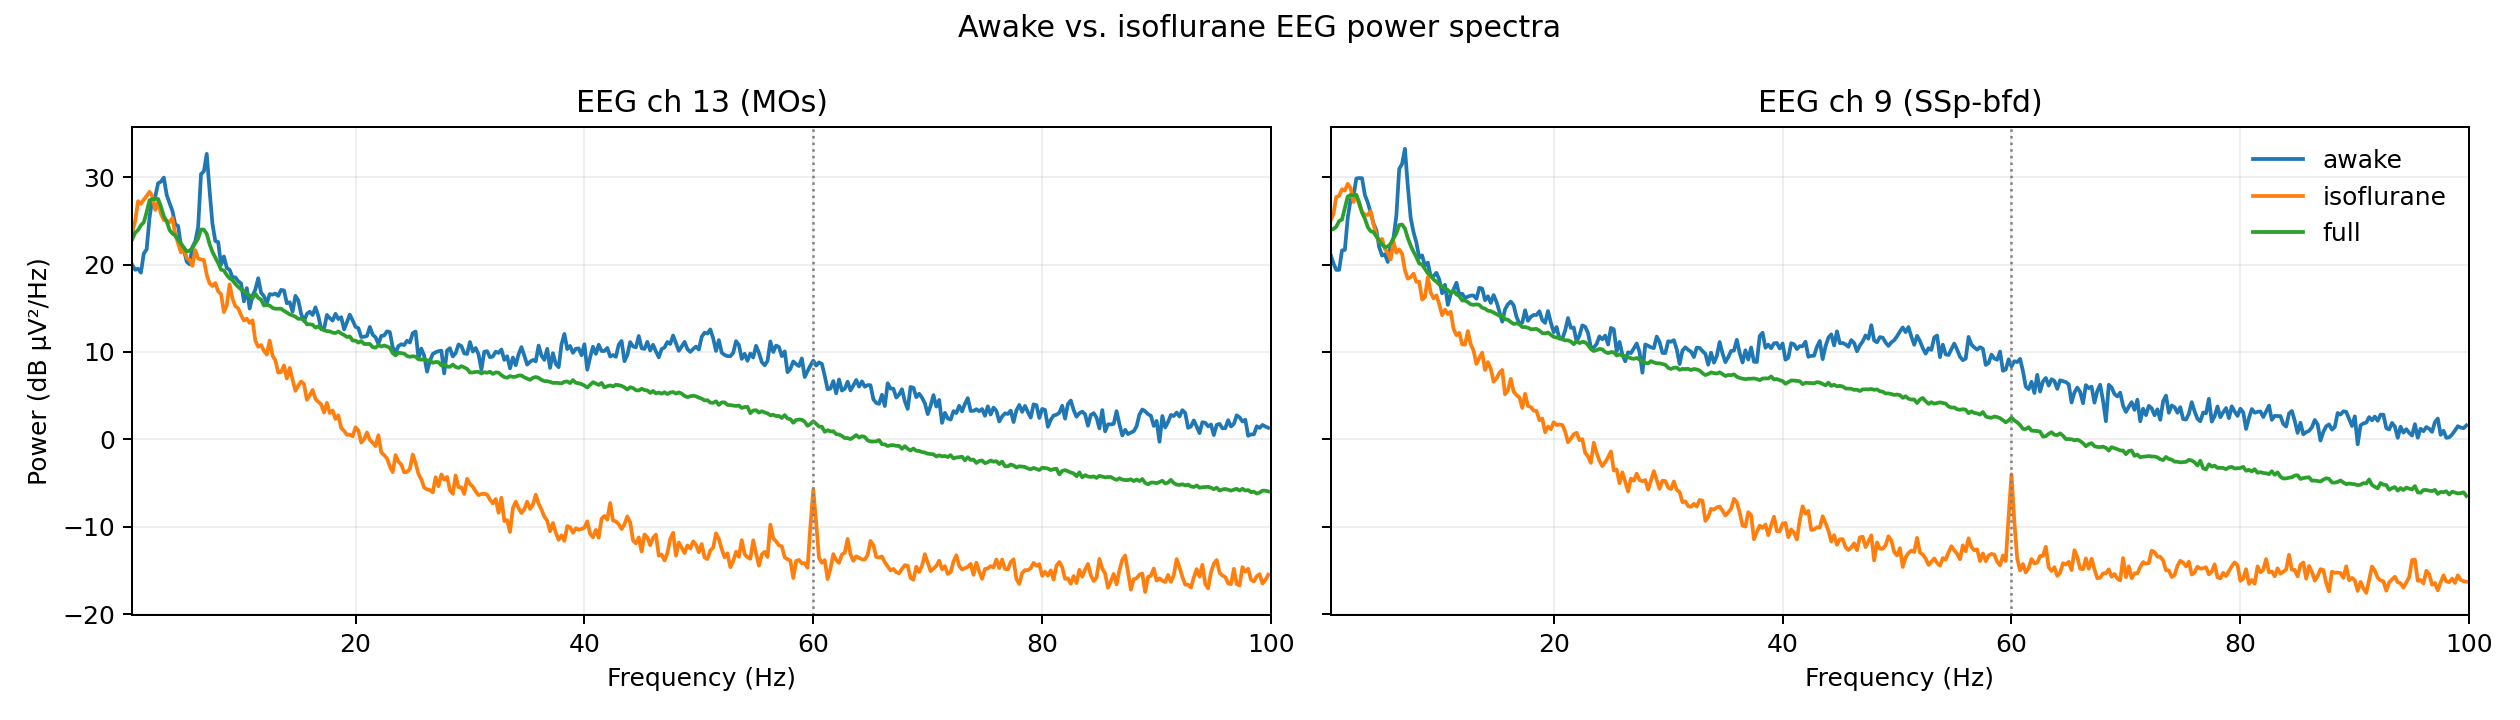 Awake vs. isoflurane EEG power spectra
EEG ch 13 (MOs)
EEG ch 9 (SSp-bfd)
Power (dB µV²/Hz)
30
20
10
0
−10
−20
awake
isoflurane
full
20 40 60 80 100
20 40 60 80 100
Frequency (Hz)
Frequency (Hz)